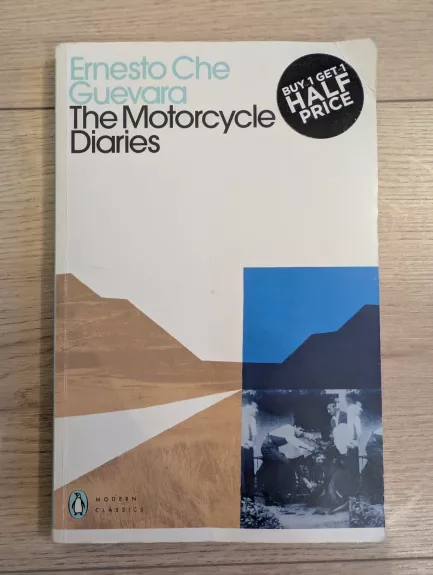 Ernesto Che
Guevara
The Motorcycle
Diaries
BUY 1 GET 1
HALF
PRICE
MODERN
CLASSICS